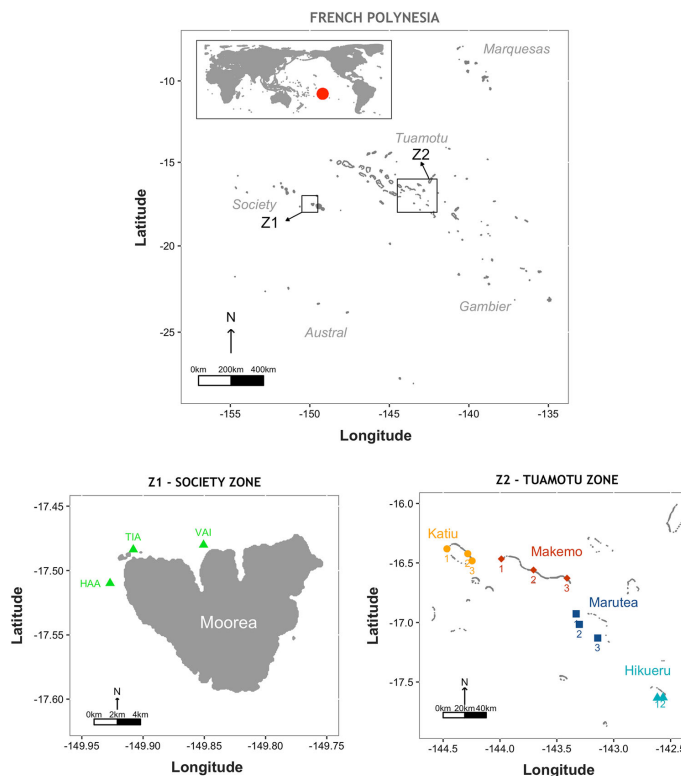 FRENCH POLYNESIA
Marquesas
-10
Tuamotu
Z2
-15
Society
Z1
Latitude
-20
Gambier
N
Austral
-25
0km 200km 400km
-155 -150 -145 -140 -135
Longitude
Z1 - SOCIETY ZONE
-17.45
TIA VAI
-17.50
HAA
Moorea
Latitude
-17.55
-17.60
N
0km 2km 4km
-149.95 -149.90 -149.85 -149.80 -149.75
Longitude
Z2 - TUAMOTU ZONE
-16.0
Katiu
Makemo
-16.5
1 3
1 2 3
Marutea
-17.0
2 3
Latitude
Hikueru
-17.5
12
N
0km 20km 40km
-144.5 -144.0 -143.5 -143.0 -142.5
Longitude